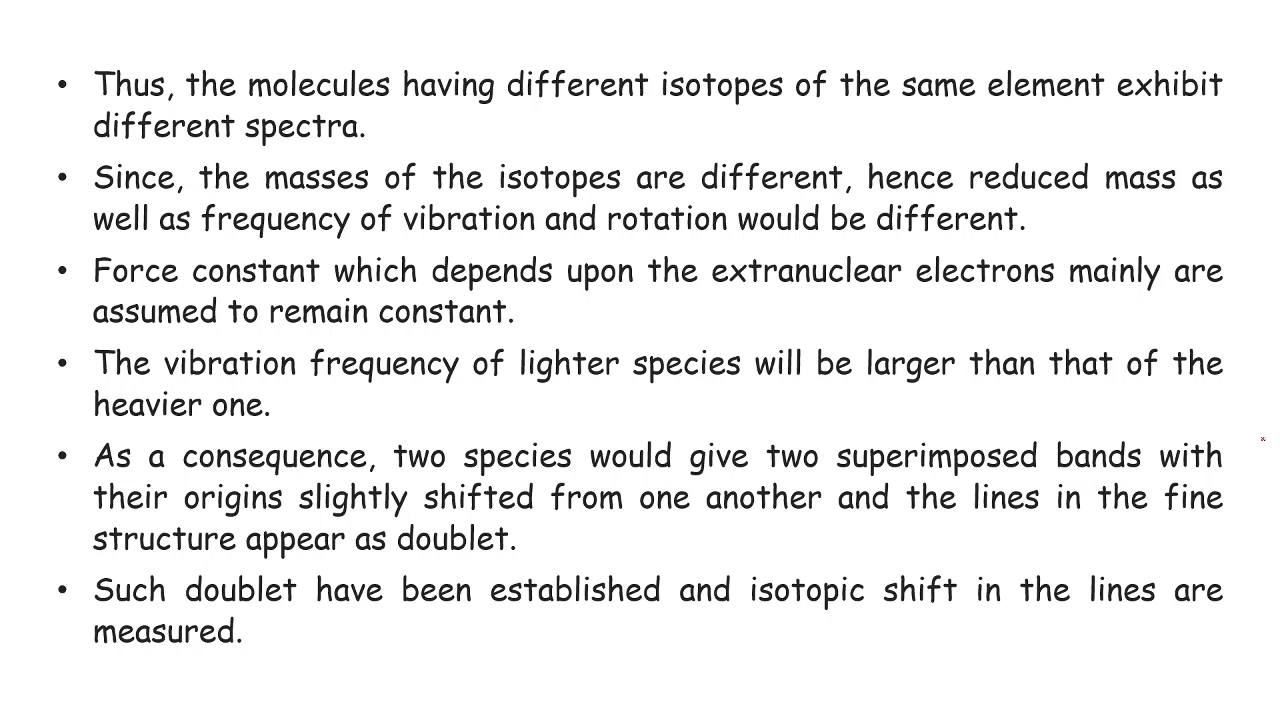 • Thus, the molecules having different isotopes of the same element exhibit
different spectra.
• Since, the masses of the isotopes are different, hence reduced mass as
well as frequency of vibration and rotation would be different.
• Force constant which depends upon the extranuclear electrons mainly are
assumed to remain constant.
• The vibration frequency of lighter species will be larger than that of the
heavier one.
• As a consequence, two species would give two superimposed bands with
their origins slightly shifted from one another and the lines in the fine
structure appear as doublet.
• Such doublet have been established and isotopic shift in the lines are
measured.